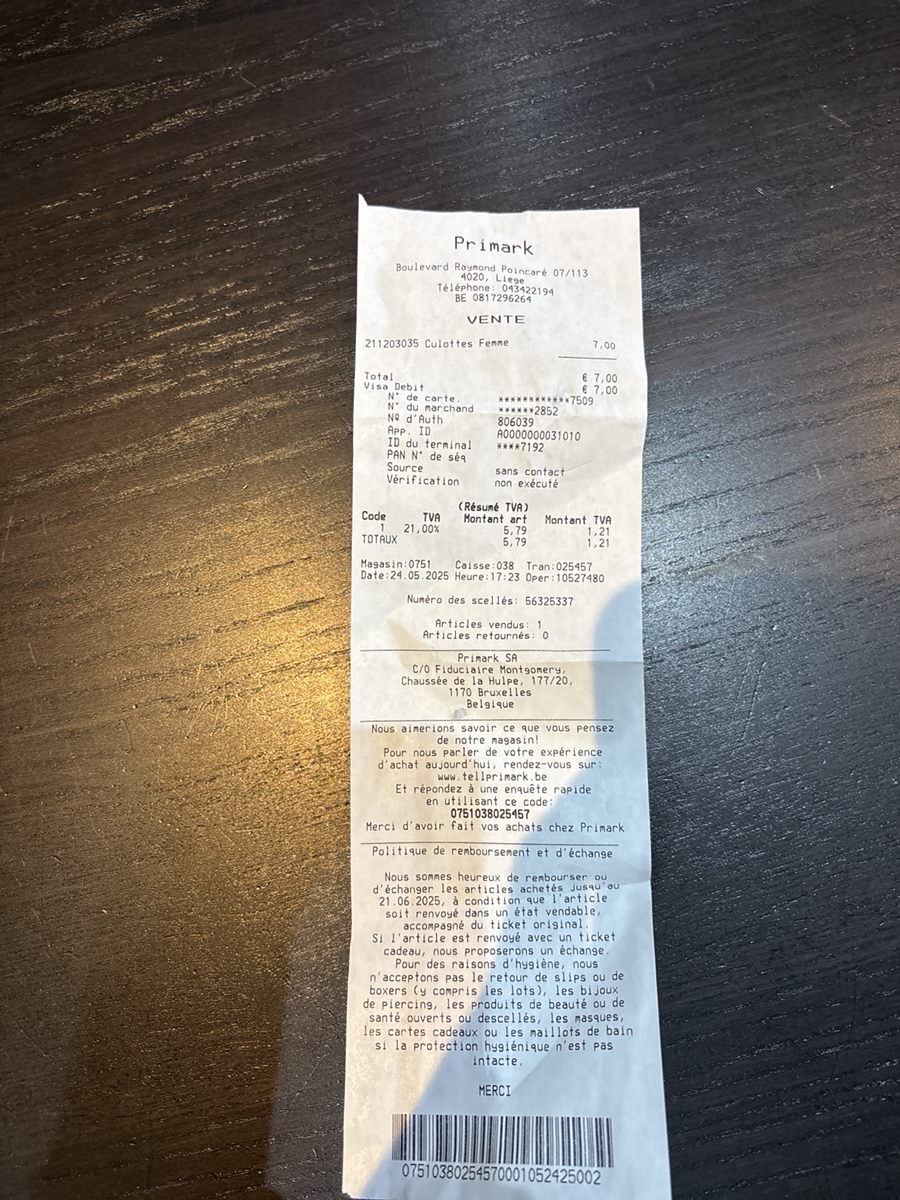 Primark
Boulevard Raymond Poincaré 07/113
4020, Liege
Téléphone: 043422194
BE 0817296264
VENTE
211203035 Culottes Femme 7,00
Total € 7,00
Visa Debit € 7,00
N° de carte. ************7509
N° du marchand ******2852
Nº d'Auth 806039
App. ID A0000000031010
ID du terminal ****7192
PAN N° de séq
Source sans contact
Vérification non exécuté
(Résumé TVA)
Code TVA Montant art Montant TVA
1 21,00% 5,79 1,21
TOTAUX 5,79 1,21
Magasin:0751 Caisse:038 Tran:025457
Date:24.05.2025 Heure:17:23 Oper:10527480
Numéro des scellés: 56325337
Articles vendus: 1
Articles retournés: 0
Primark SA
C/O Fiduciaire Montgomery,
Chaussée de la Hulpe, 177/20,
1170 Bruxelles
Belgique
Nous aimerions savoir ce que vous pensez
de notre magasin!
Pour nous parler de votre expérience
d'achat aujourd'hui, rendez-vous sur:
www.tellprimark.be
Et répondez à une enquête rapide
en utilisant ce code:
0751038025457
Merci d'avoir fait vos achats chez Primark
Politique de remboursement et d'échange
Nous sommes heureux de rembourser ou
d'échanger les articles achetés jusqu'au
21.06.2025, à condition que l'article
soit renvoyé dans un état vendable,
accompagné du ticket original.
Si l'article est renvoyé avec un ticket
cadeau, nous proposerons un échange.
Pour des raisons d'hygiène, nous
n'acceptons pas le retour de slips ou de
boxers (y compris les lots), les bijoux
de piercing, les produits de beauté ou de
santé ouverts ou descellés, les masques,
les cartes cadeaux ou les maillots de bain
si la protection hygiénique n'est pas
intacte.
MERCI
07510380254570001052425002